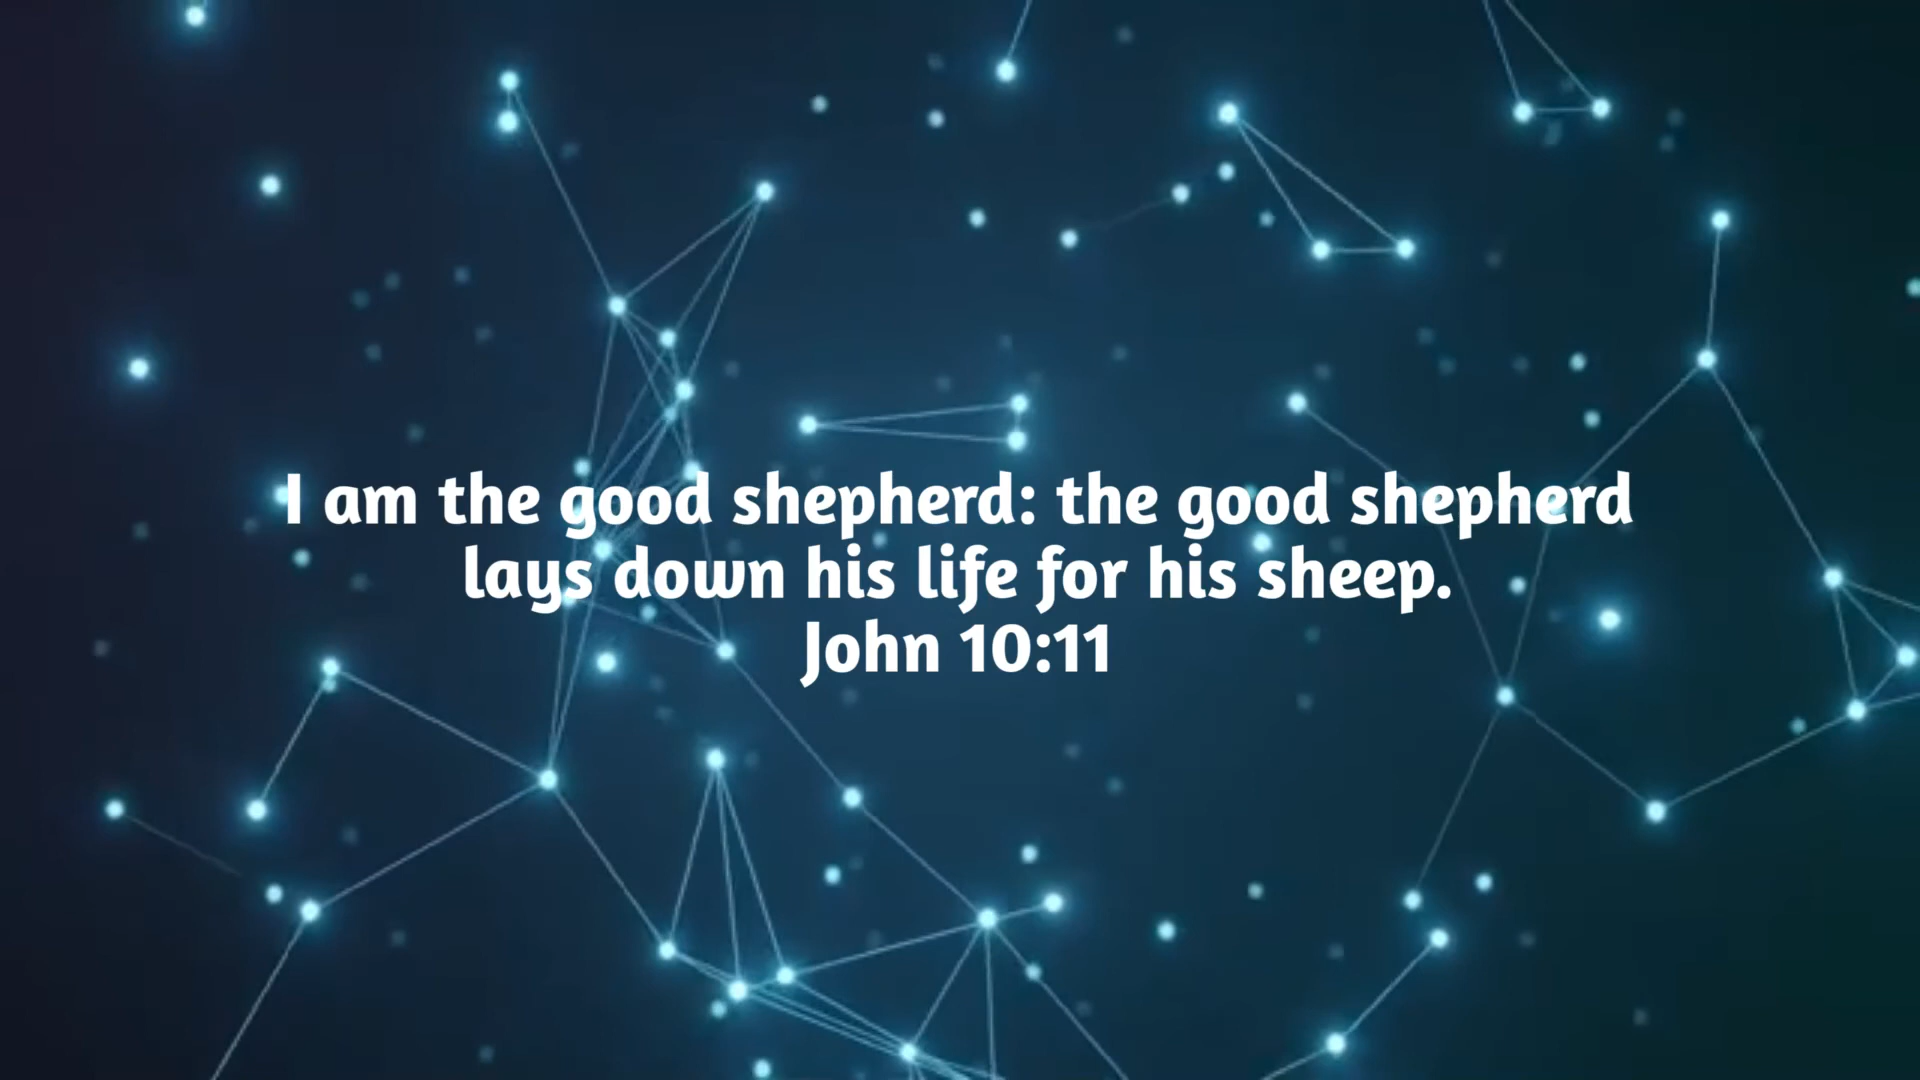 I am the good shepherd: the good shepherd
lays down his life for his sheep.
John 10:11